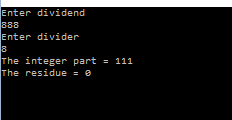 Enter dividend
888
Enter divider
8
The integer part = 111
The residue = 0